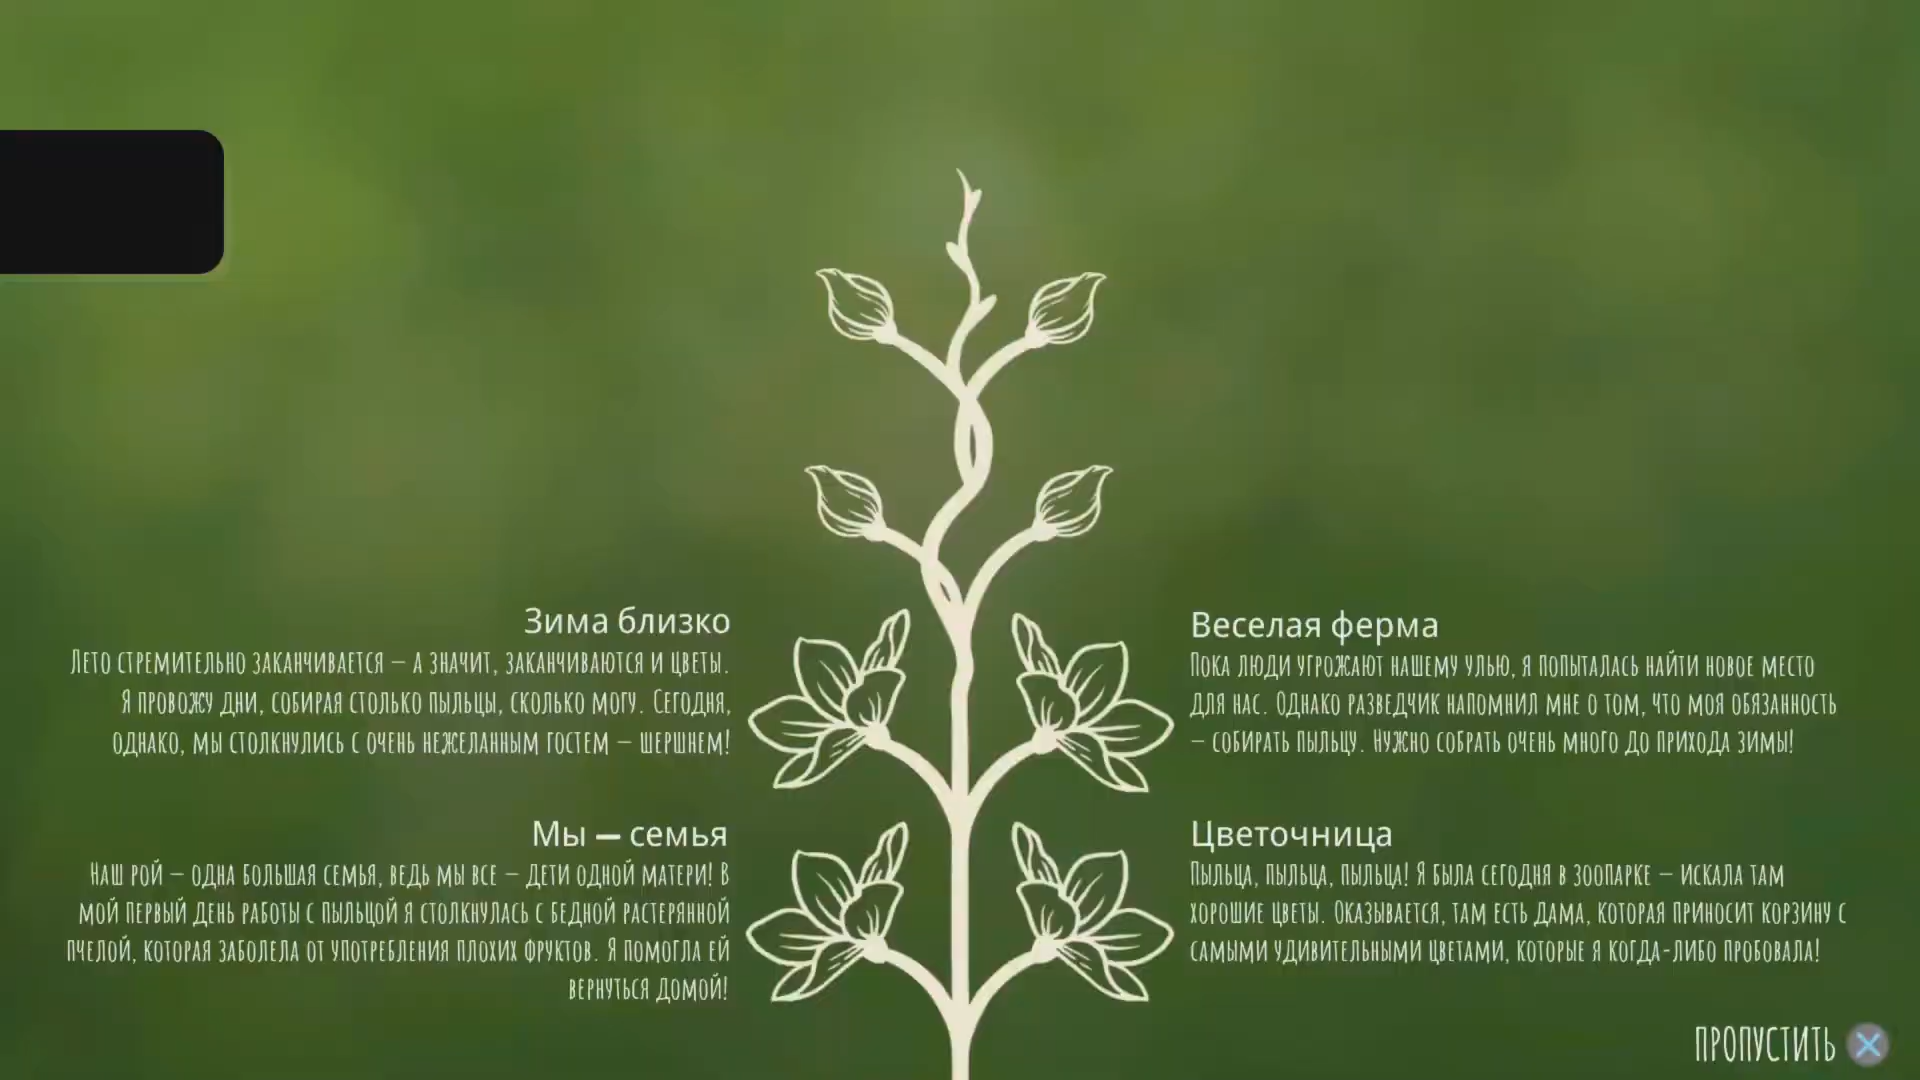 Зима близко
Лето стремительно заканчивается – а значит, заканчиваются и цветы.
Я провожу дни, собирая столько пыльцы, сколько могу. Сегодня,
однако, мы столкнулись с очень нежеланным гостем – шершнем!
Веселая ферма
Пока люди угрожают нашему улью, я попыталась найти новое место
для нас. Однако разведчик напомнил мне о том, что моя обязанность
– собирать пыльцу. Нужно собрать очень много до прихода зимы!
Мы – семья
Наш рой – одна большая семья, ведь мы все – дети одной матери! В
мой первый день работы с пыльцой я столкнулась с бедной растерянной
пчелой, которая заболела от употребления плохих фруктов. Я помогла ей
вернуться домой!
Цветочница
Пыльца, пыльца, пыльца! Я была сегодня в зоопарке – искала там
хорошие цветы. Оказывается, там есть дама, которая приносит корзину с
самыми удивительными цветами, которые я когда-либо пробовала!
ПРОПУСТИТЬ